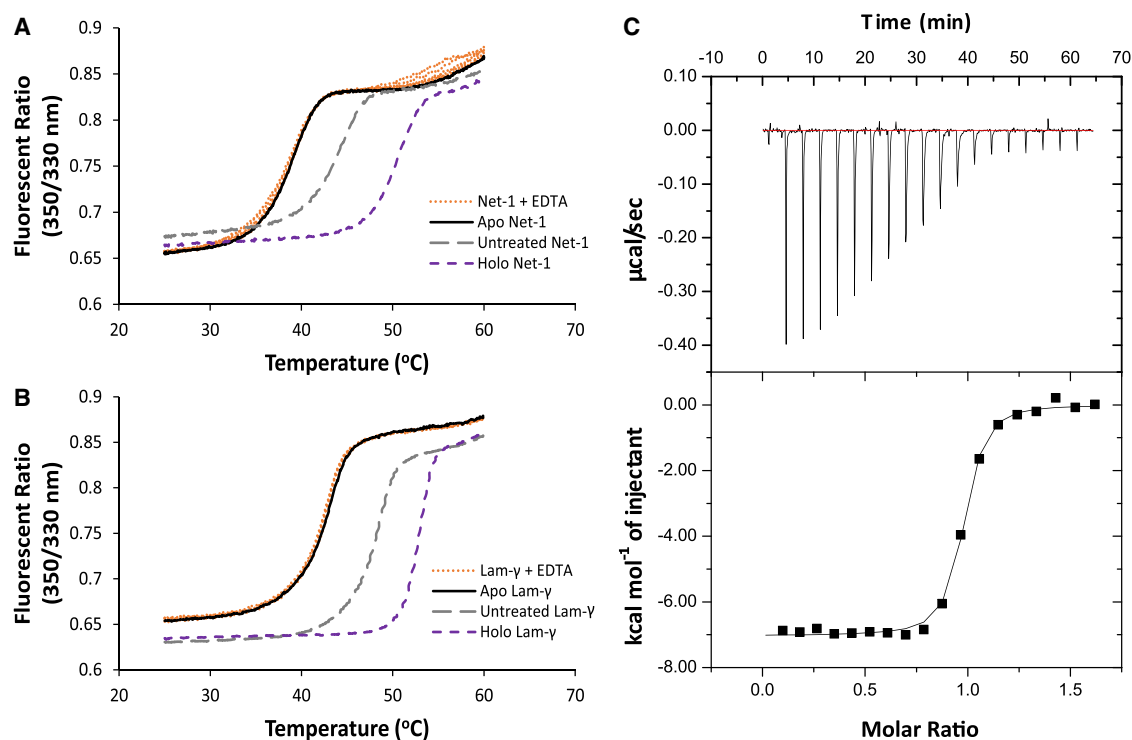 A
0.9
0.85
0.8
0.75
0.7
0.65
0.6
Fluorescent Ratio
(350/330 nm)
Net-1 + EDTA
Apo Net-1
Untreated Net-1
Holo Net-1
20 30 40 50 60 70
Temperature (ºC)
B
0.9
0.85
0.8
0.75
0.7
0.65
0.6
Fluorescent Ratio
(350/330 nm)
Lam-γ + EDTA
Apo Lam-γ
Untreated Lam-γ
Holo Lam-γ
20 30 40 50 60 70
Temperature (ºC)
C
Time (min)
-10 0 10 20 30 40 50 60 70
0.10
0.00
-0.10
-0.20
-0.30
-0.40
µcal/sec
0.00
-2.00
-4.00
-6.00
-8.00
kcal mol⁻¹ of injectant
0.0 0.5 1.0 1.5
Molar Ratio